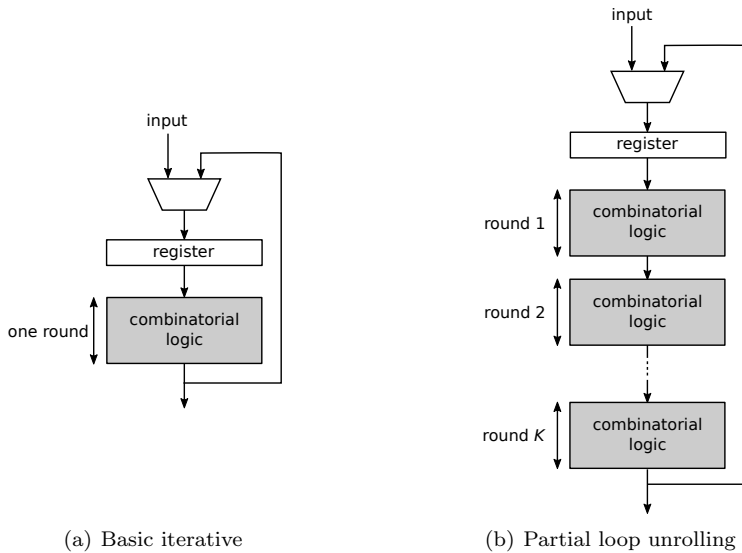 input
register
one round
combinatorial
logic
(a) Basic iterative
input
register
round 1
combinatorial
logic
round 2
combinatorial
logic
round K
combinatorial
logic
(b) Partial loop unrolling